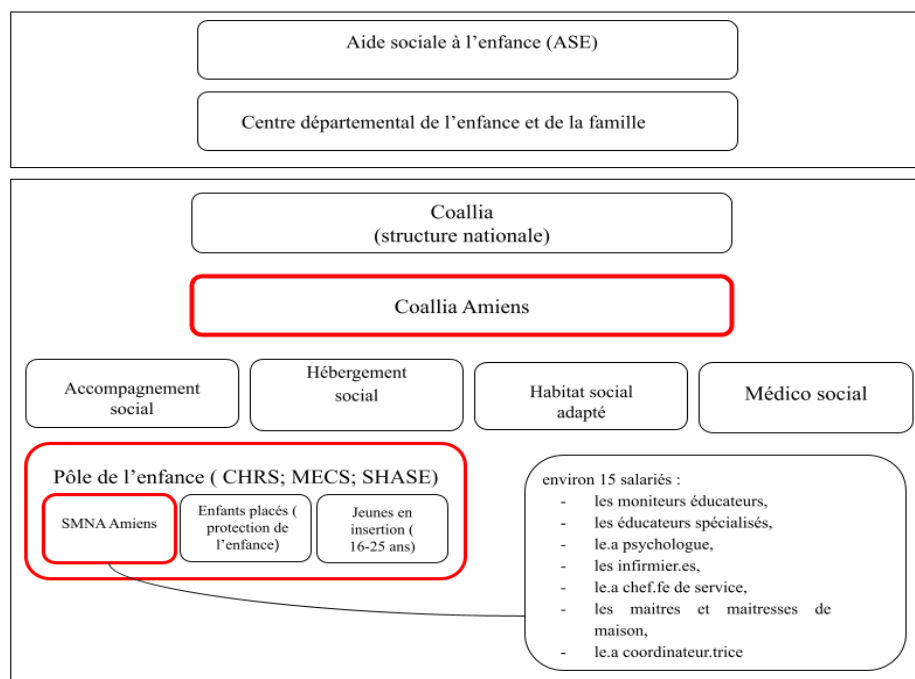 Aide sociale à l'enfance (ASE)
Centre départemental de l'enfance et de la famille
Coallia
(structure nationale)
Coallia Amiens
Accompagnement
social
Hébergement
social
Habitat social
adapté
Médico social
Pôle de l'enfance ( CHRS; MECS; SHASE)
SMNA Amiens
Enfants placés (
protection de
l'enfance)
Jeunes en
insertion (
16-25 ans)
environ 15 salariés :
- les moniteurs éducateurs,
- les éducateurs spécialisés,
- le.a psychologue,
- les infirmier.es,
- le.a chef.fe de service,
- les maitres et maitresses de
maison,
- le.a coordinateur.trice